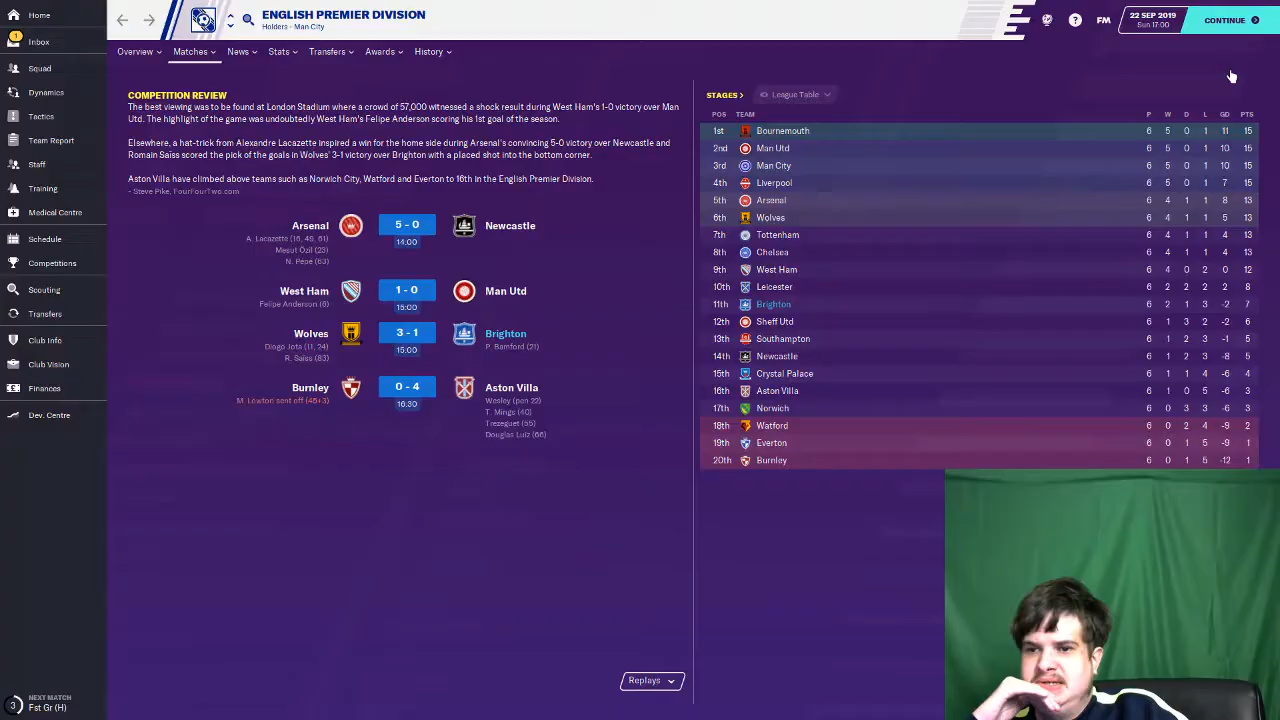 Home
ENGLISH PREMIER DIVISION
Holders - Man City
FM
22 SEP 2019
Sun 17:00
CONTINUE
1
Inbox
Squad
Dynamics
Tactics
Team Report
Staff
Training
Medical Centre
Schedule
Competitions
Scouting
Transfers
Club Info
Club Vision
Finances
Dev. Centre
3
NEXT MATCH
Fst Gr (H)
Overview
Matches
News
Stats
Transfers
Awards
History
COMPETITION REVIEW
The best viewing was to be found at London Stadium where a crowd of 57,000 witnessed a shock result during West Ham's 1-0 victory over Man
Utd. The highlight of the game was undoubtedly West Ham's Felipe Anderson scoring his 1st goal of the season.
Elsewhere, a hat-trick from Alexandre Lacazette inspired a win for the home side during Arsenal's convincing 5-0 victory over Newcastle and
Romain Saïss scored the pick of the goals in Wolves' 3-1 victory over Brighton with a placed shot into the bottom corner.
Aston Villa have climbed above teams such as Norwich City, Watford and Everton to 16th in the English Premier Division.
- Steve Pike, FourFourTwo.com
Arsenal 5 - 0 Newcastle
14:00
A. Lacazette (16, 49, 61)
Mesut Özil (23)
N. Pépé (63)
West Ham 1 - 0 Man Utd
Felipe Anderson (8)
15:00
Wolves 3 - 1 Brighton
Diogo Jota (11, 24)
15:00
P. Bamford (21)
R. Saïss (83)
Burnley 0 - 4 Aston Villa
M. Lowton sent off (45+3)
16:30
Wesley (pen 22)
T. Mings (40)
Trezeguet (55)
Douglas Luiz (66)
Replays
STAGES >
League Table
POS TEAM P W D L GD PTS
1st Bournemouth 6 5 0 1 11 15
2nd Man Utd 6 5 0 1 10 15
3rd Man City 6 5 0 1 10 15
4th Liverpool 6 5 0 1 7 15
5th Arsenal 6 4 1 1 8 13
6th Wolves 6 4 1 1 5 13
7th Tottenham 6 4 1 1 4 13
8th Chelsea 6 4 1 1 4 13
9th West Ham 6 4 0 2 0 12
10th Leicester 6 2 2 2 2 8
11th Brighton 6 2 1 3 -2 7
12th Sheff Utd 6 1 3 2 -2 6
13th Southampton 6 1 2 3 -1 5
14th Newcastle 6 1 2 3 -8 5
15th Crystal Palace 6 1 1 4 -6 4
16th Aston Villa 6 1 0 5 -6 3
17th Norwich 6 0 3 3 -6 3
18th Watford 6 0 2 4 -9 2
19th Everton 6 0 1 5 -9 1
20th Burnley 6 0 1 5 -12 1